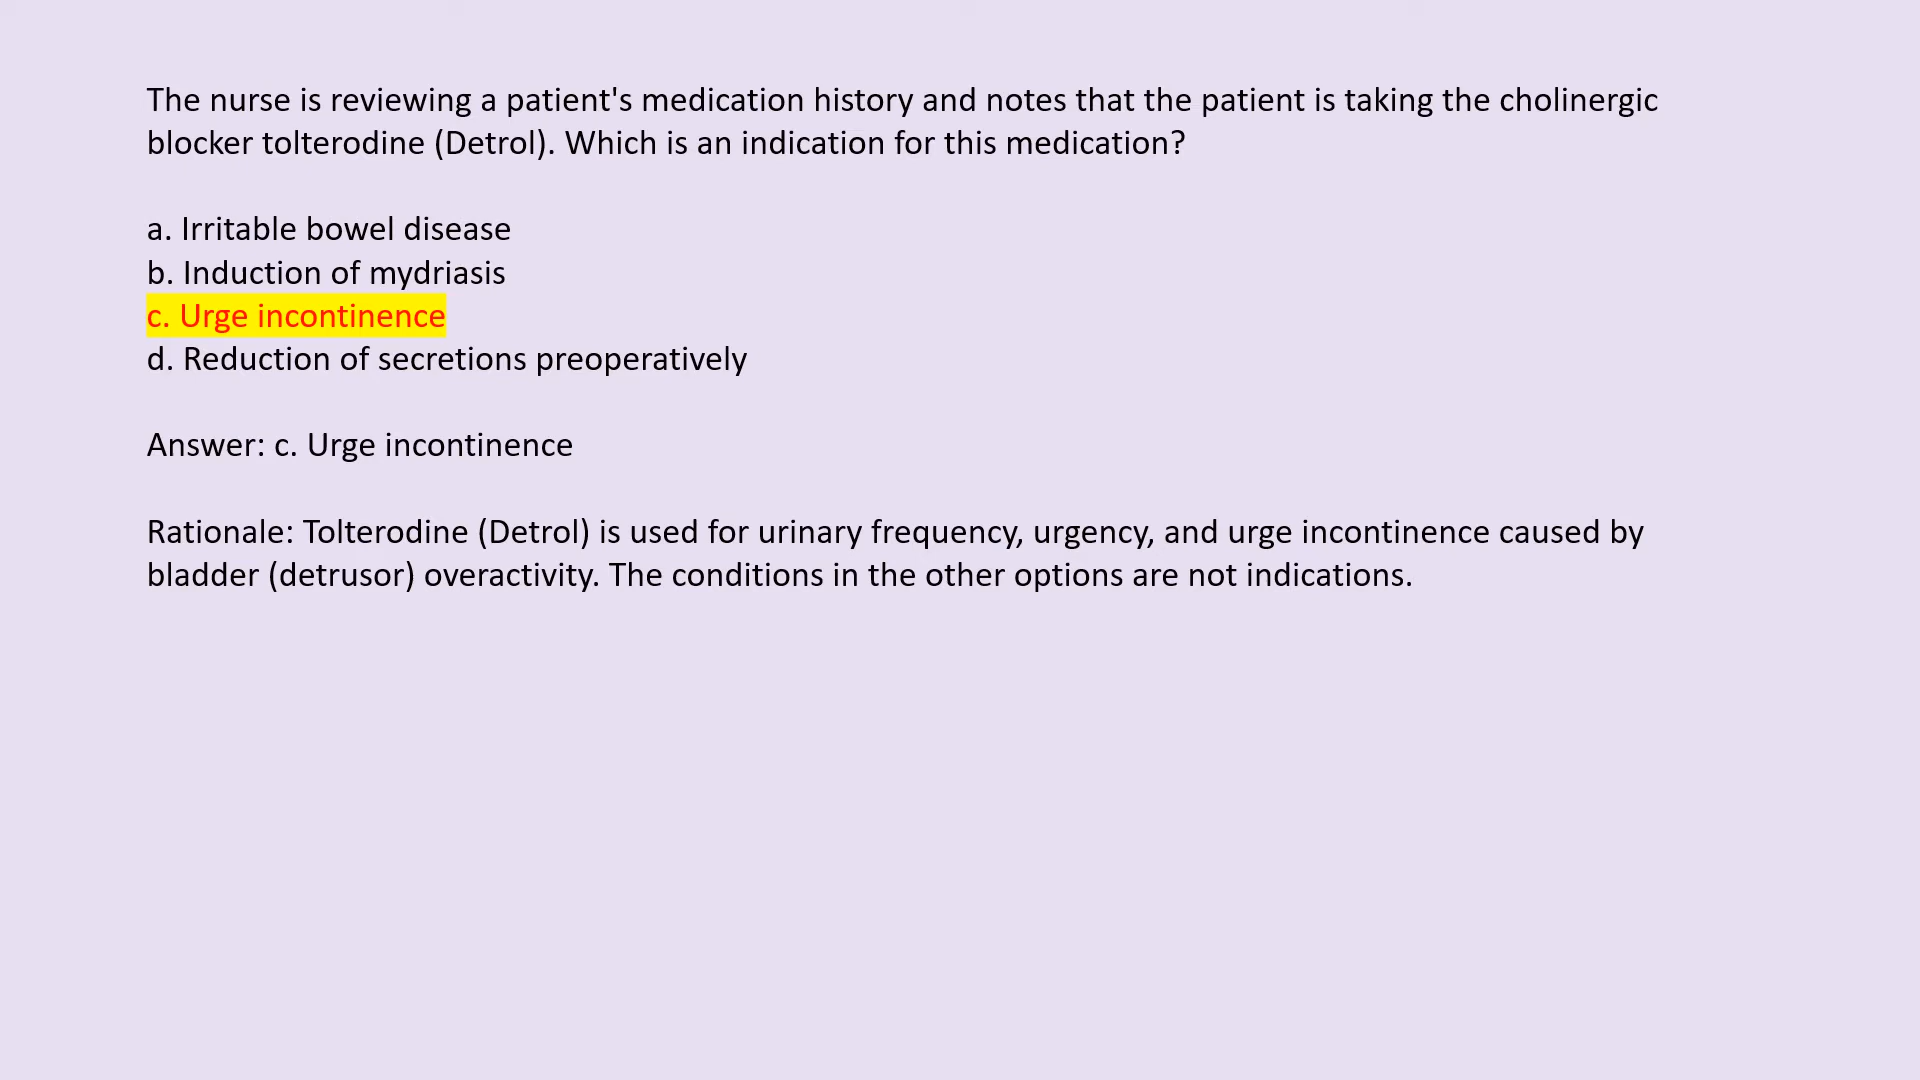 The nurse is reviewing a patient's medication history and notes that the patient is taking the cholinergic
blocker tolterodine (Detrol). Which is an indication for this medication?
a. Irritable bowel disease
b. Induction of mydriasis
c. Urge incontinence
d. Reduction of secretions preoperatively
Answer: c. Urge incontinence
Rationale: Tolterodine (Detrol) is used for urinary frequency, urgency, and urge incontinence caused by
bladder (detrusor) overactivity. The conditions in the other options are not indications.